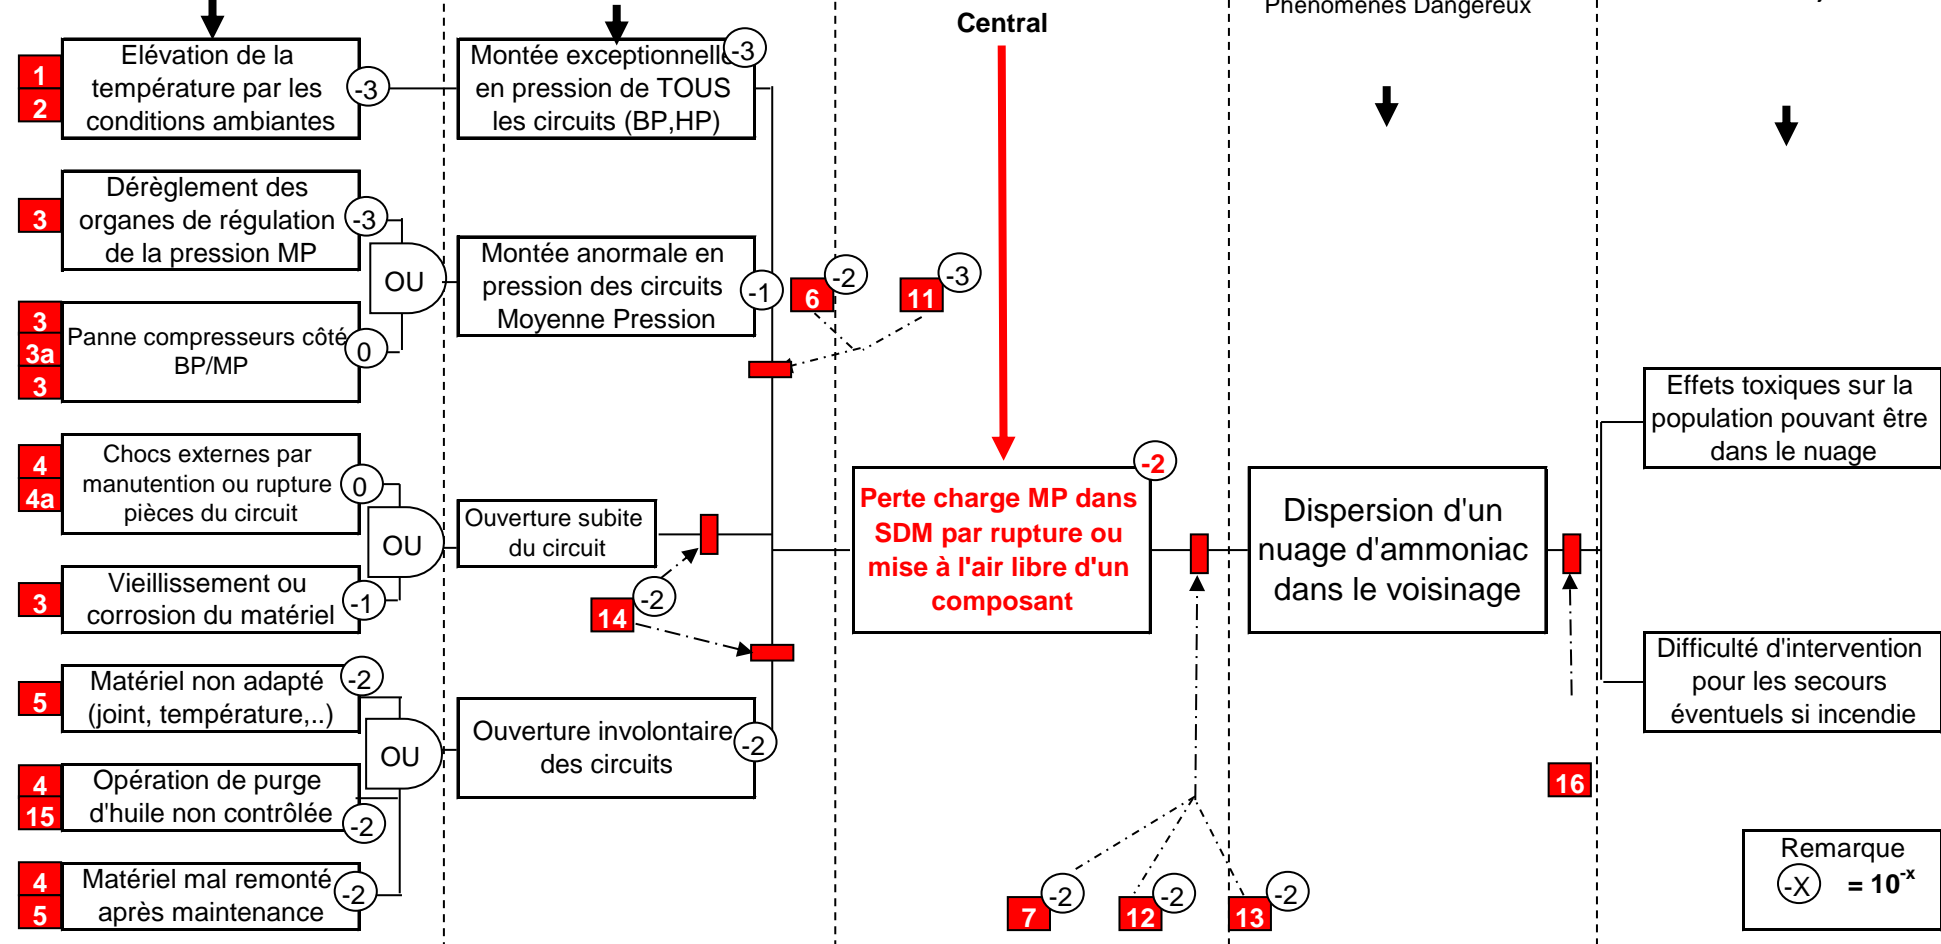 Central
Phénomènes Dangereux
1
2
Elévation de la
température par les
conditions ambiantes
-3
Montée exceptionnelle
en pression de TOUS
les circuits (BP,HP)
-3
3
Dérèglement des
organes de régulation
de la pression MP
-3
OU
3
3a
3
Panne compresseurs côté
BP/MP
0
Montée anormale en
pression des circuits
Moyenne Pression
-1
6
-2
11
-3
4
4a
Chocs externes par
manutention ou rupture
pièces du circuit
0
OU
3
Vieillissement ou
corrosion du matériel
-1
Ouverture subite
du circuit
14
-2
5
Matériel non adapté
(joint, température,..)
-2
OU
4
15
Opération de purge
d'huile non contrôlée
-2
4
5
Matériel mal remonté
après maintenance
-2
Ouverture involontaire
des circuits
-2
Perte charge MP dans
SDM par rupture ou
mise à l'air libre d'un
composant
-2
7
-2
12
-2
13
-2
Dispersion d'un
nuage d'ammoniac
dans le voisinage
16
Effets toxiques sur la
population pouvant être
dans le nuage
Difficulté d'intervention
pour les secours
éventuels si incendie
Remarque
-X = 10-x